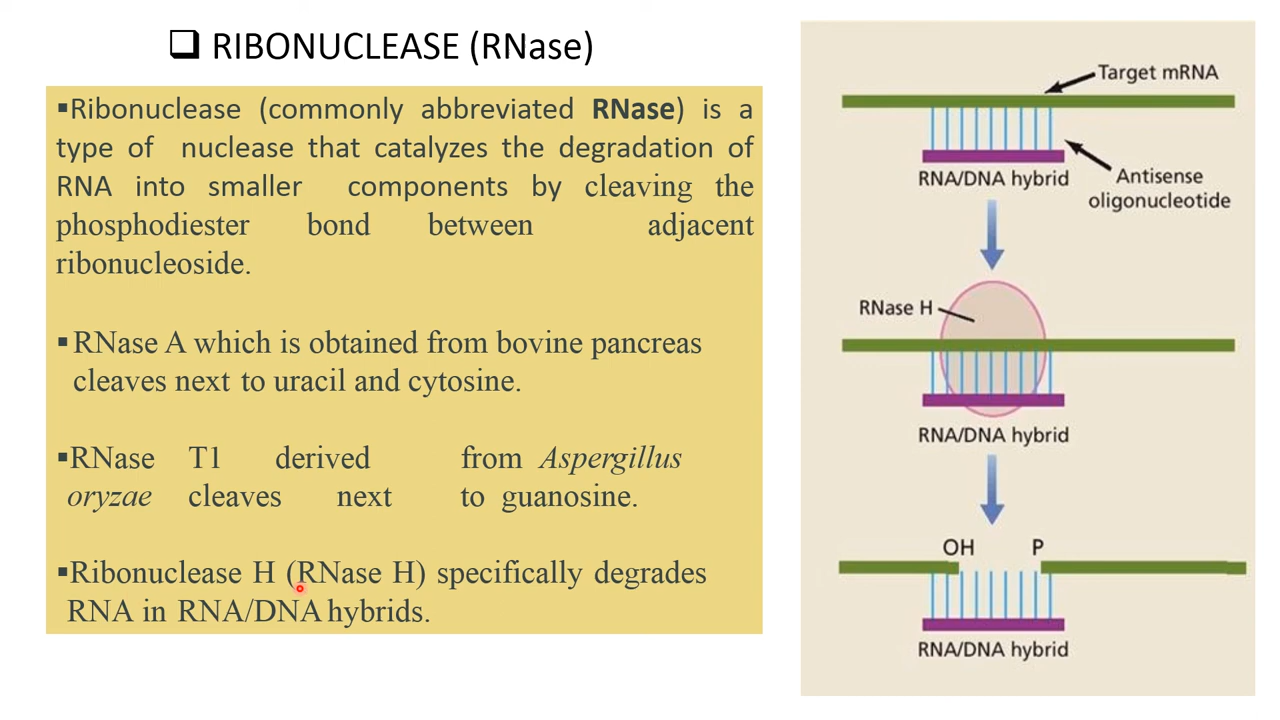 ❑ RIBONUCLEASE (RNase)
▪Ribonuclease (commonly abbreviated RNase) is a
type of nuclease that catalyzes the degradation of
RNA into smaller components by cleaving the
phosphodiester bond between adjacent
ribonucleoside.
▪RNase A which is obtained from bovine pancreas
cleaves next to uracil and cytosine.
▪RNase T1 derived from Aspergillus
oryzae cleaves next to guanosine.
▪Ribonuclease H (RNase H) specifically degrades
RNA in RNA/DNA hybrids.
Target mRNA
RNA/DNA hybrid
Antisense
oligonucleotide
RNase H
RNA/DNA hybrid
OH P
RNA/DNA hybrid